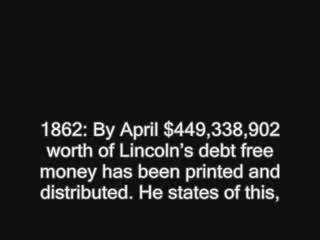 1862: By April $449,338,902
worth of Lincoln's debt free
money has been printed and
distributed. He states of this,